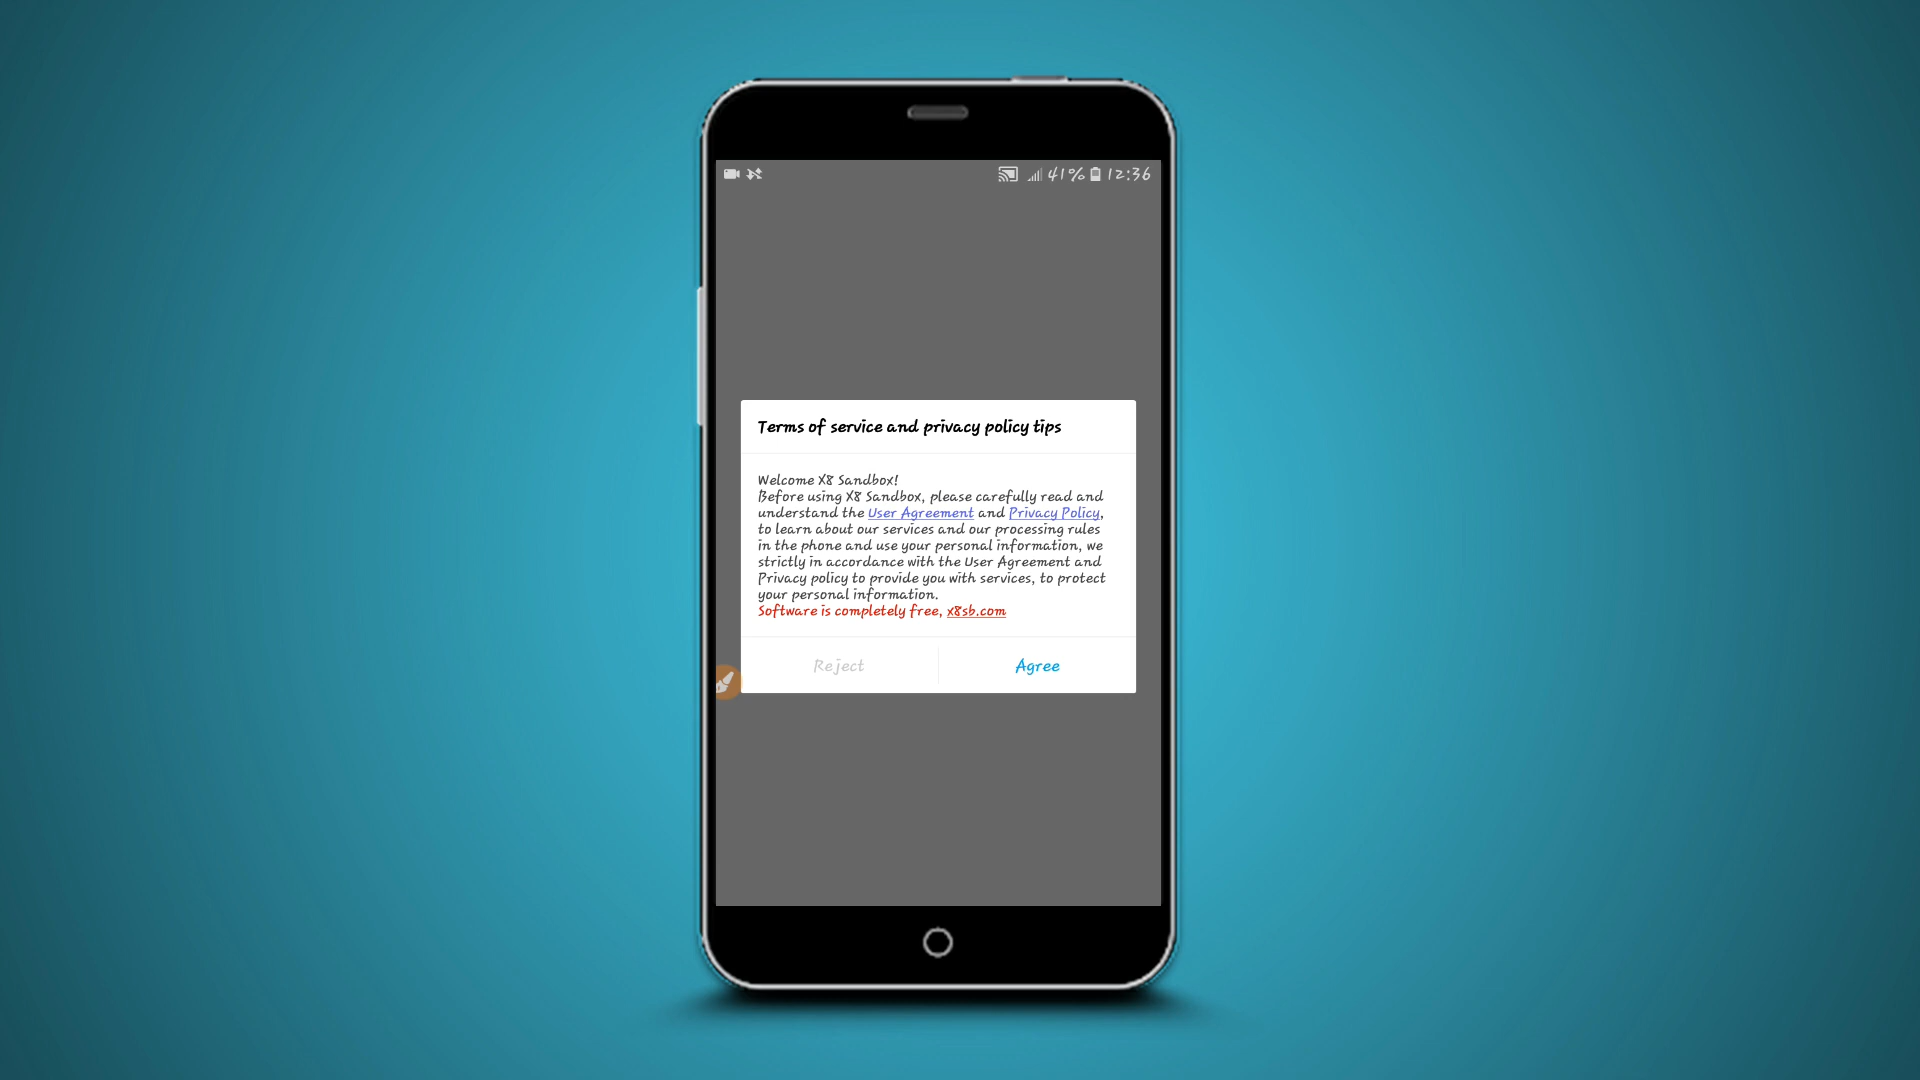 41% 12:36
Terms of service and privacy policy tips
Welcome X8 Sandbox!
Before using X8 Sandbox, please carefully read and
understand the User Agreement and Privacy Policy,
to learn about our services and our processing rules
in the phone and use your personal information, we
strictly in accordance with the User Agreement and
Privacy policy to provide you with services, to protect
your personal information.
Software is completely free, x8sb.com
Reject Agree